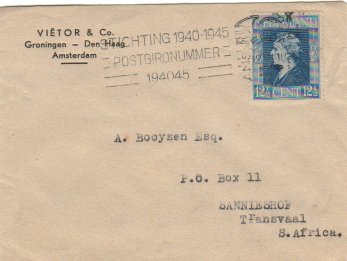 VIËTOR & Co.
Groningen — Den Haag
Amsterdam
STICHTING 1940-1945
POSTGIRONUMMER
194045
NEDERLAND
12½ CENT 12½
A. Booysen Esq.
P.O. Box 11
SANNIESHOF
Transvaal
S.Africa.